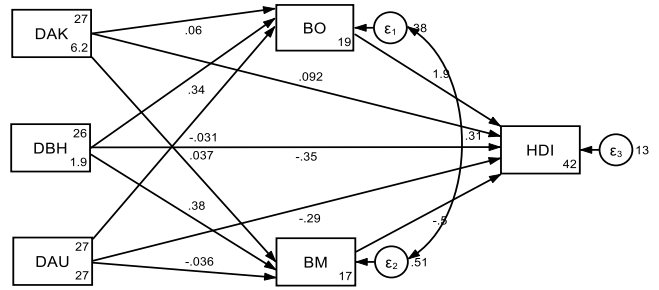 27
DAK
6.2
.06
BO
19
ε1
.38
.092
1.9
.34
26
DBH
1.9
-.031
.037
-.35
.31
HDI
42
ε3
13
.38
-.29
-.5
27
DAU
27
-.036
BM
17
ε2
.51